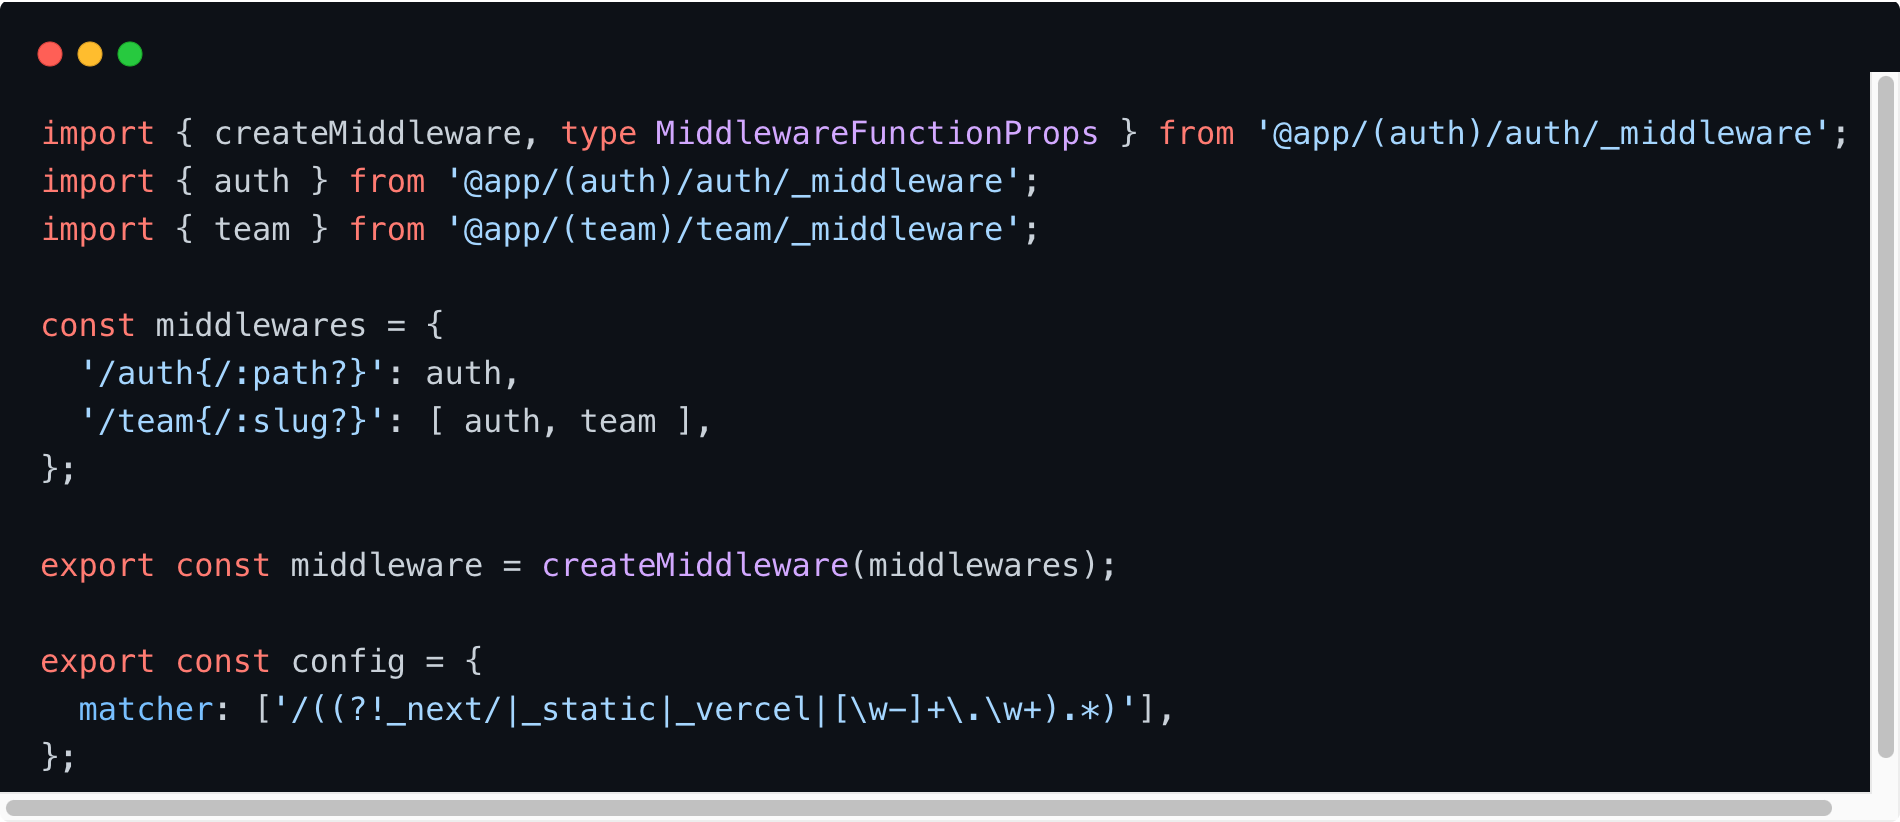 import { createMiddleware, type MiddlewareFunctionProps } from '@app/(auth)/auth/_middleware';
import { auth } from '@app/(auth)/auth/_middleware';
import { team } from '@app/(team)/team/_middleware';

const middlewares = {
  '/auth{/:path?}': auth,
  '/team{/:slug?}': [ auth, team ],
};

export const middleware = createMiddleware(middlewares);

export const config = {
  matcher: ['/((?!_next/|_static|_vercel|[\w-]+\.\w+).*)'],
};